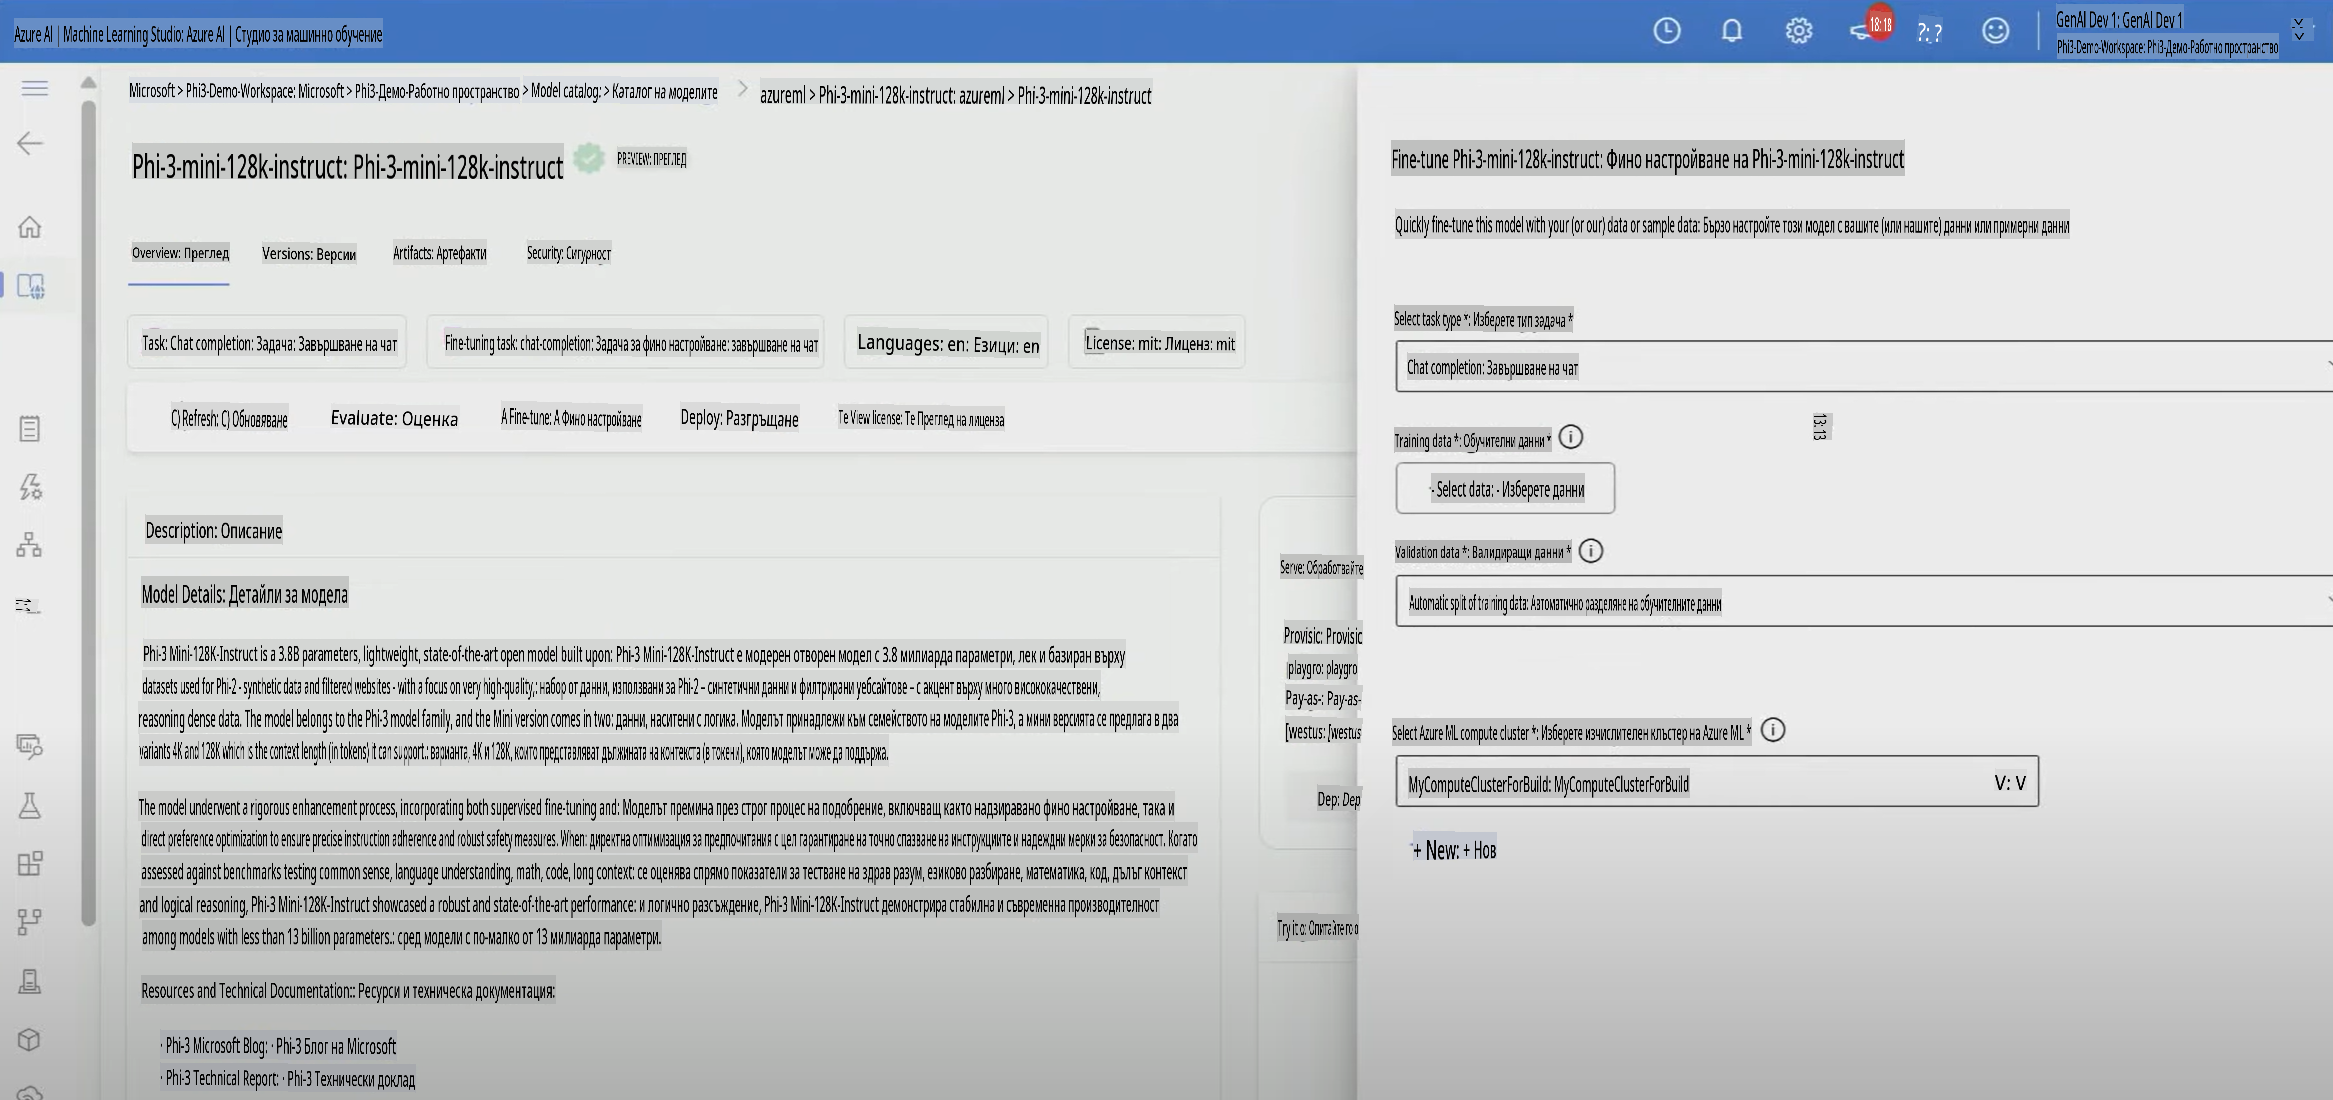 Azure AI | Machine Learning Studio: Azure AI | Студио за машинно обучение
18:18
?: ?
GenAI Dev 1: GenAI Dev 1
Phi3-Demo-Workspace: Phi3-Демо-Работно пространство
Microsoft > Phi3-Demo-Workspace: Microsoft > Phi3-Демо-Работно пространство > Model catalog: > Каталог на моделите
azureml > Phi-3-mini-128k-instruct: azureml > Phi-3-mini-128k-instruct
Phi-3-mini-128k-instruct: Phi-3-mini-128k-instruct
PREVIEW: ПРЕГЛЕД
Overview: Преглед
Versions: Версии
Artifacts: Артефакти
Security: Сигурност
Task: Chat completion: Задача: Завършване на чат
Fine-tuning task: chat-completion: Задача за фино настройване: завършване на чат
Languages: en: Езици: en
License: mit: Лиценз: mit
C) Refresh: C) Обновяване
Evaluate: Оценка
A Fine-tune: А Фино настройване
Deploy: Разгръщане
Te View license: Те Преглед на лиценза
Description: Описание
Model Details: Детайли за модела
Phi-3 Mini-128K-Instruct is a 3.8B parameters, lightweight, state-of-the-art open model built upon: Phi-3 Mini-128K-Instruct е модерен отворен модел с 3.8 милиарда параметри, лек и базиран върху
datasets used for Phi-2 - synthetic data and filtered websites - with a focus on very high-quality,: набор от данни, използвани за Phi-2 – синтетични данни и филтрирани уебсайтове – с акцент върху много висококачествени,
reasoning dense data. The model belongs to the Phi-3 model family, and the Mini version comes in two: данни, наситени с логика. Моделът принадлежи към семейството на моделите Phi-3, а мини версията се предлага в два
variants 4K and 128K which is the context length (in tokens) it can support.: варианта, 4K и 128K, които представляват дължината на контекста (в токени), която моделът може да поддържа.
The model underwent a rigorous enhancement process, incorporating both supervised fine-tuning and: Моделът премина през строг процес на подобрение, включващ както надзиравано фино настройване, така и
direct preference optimization to ensure precise instruction adherence and robust safety measures. When: директна оптимизация за предпочитания с цел гарантиране на точно спазване на инструкциите и надеждни мерки за безопасност. Когато
assessed against benchmarks testing common sense, language understanding, math, code, long context: се оценява спрямо показатели за тестване на здрав разум, езиково разбиране, математика, код, дълъг контекст
and logical reasoning, Phi-3 Mini-128K-Instruct showcased a robust and state-of-the-art performance: и логично разсъждение, Phi-3 Mini-128K-Instruct демонстрира стабилна и съвременна производителност
among models with less than 13 billion parameters.: сред модели с по-малко от 13 милиарда параметри.
Resources and Technical Documentation:: Ресурси и техническа документация:
· Phi-3 Microsoft Blog: · Phi-3 Блог на Microsoft
· Phi-3 Technical Report: · Phi-3 Технически доклад
Serve: Обработвайте
Provisic: Provisic
(playgro: playgro
Pay-as-: Pay-as-
[westus: [westus
Dep: Dep
Try it o: Опитайте го о
Fine-tune Phi-3-mini-128k-instruct: Фино настройване на Phi-3-mini-128k-instruct
Quickly fine-tune this model with your (or our) data or sample data: Бързо настройте този модел с вашите (или нашите) данни или примерни данни
Select task type *: Изберете тип задача *
Chat completion: Завършване на чат
13:13
Training data *: Обучителни данни *
- Select data: - Изберете данни
Validation data *: Валидиращи данни *
Automatic split of training data: Автоматично разделяне на обучителните данни
Select Azure ML compute cluster *: Изберете изчислителен клъстер на Azure ML *
MyComputeClusterForBuild: MyComputeClusterForBuild
V: V
+ New: + Нов